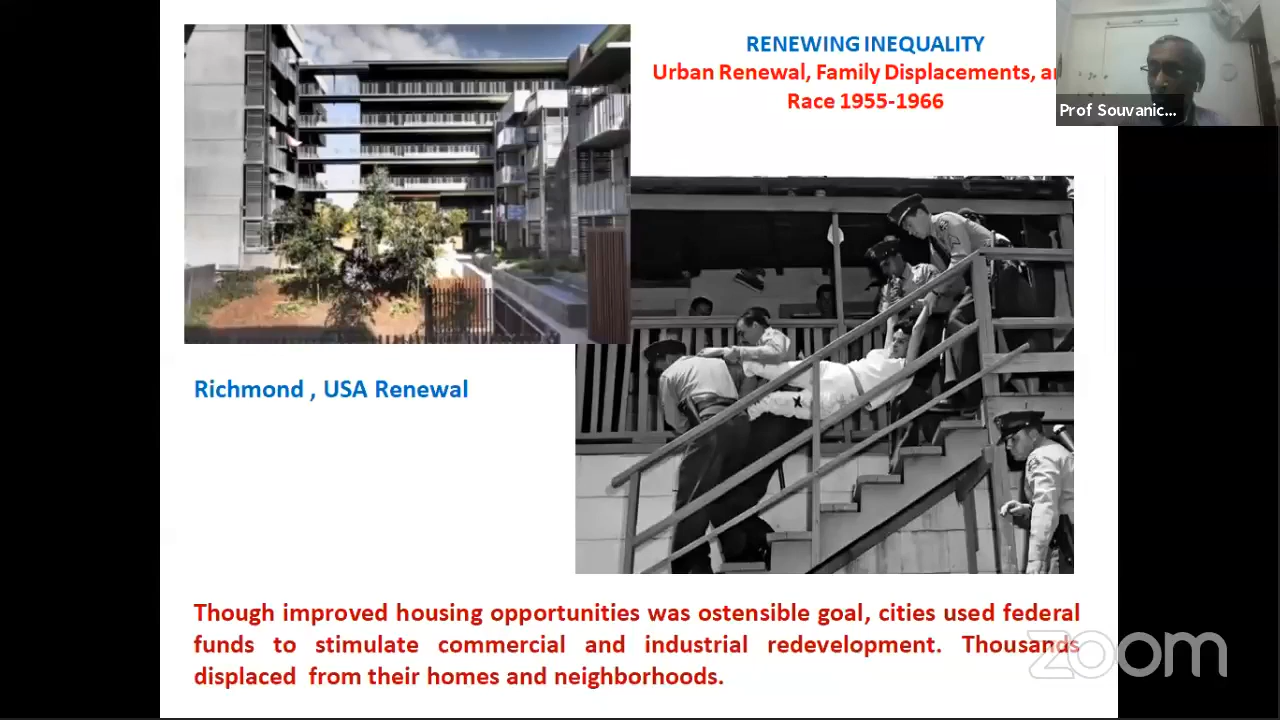 RENEWING INEQUALITY
Urban Renewal, Family Displacements,
Race 1955-1966
Prof Souvanic...
Richmond , USA Renewal
Though improved housing opportunities was ostensible goal, cities used federal
funds to stimulate commercial and industrial redevelopment. Thousands
displaced from their homes and neighborhoods.
zoom